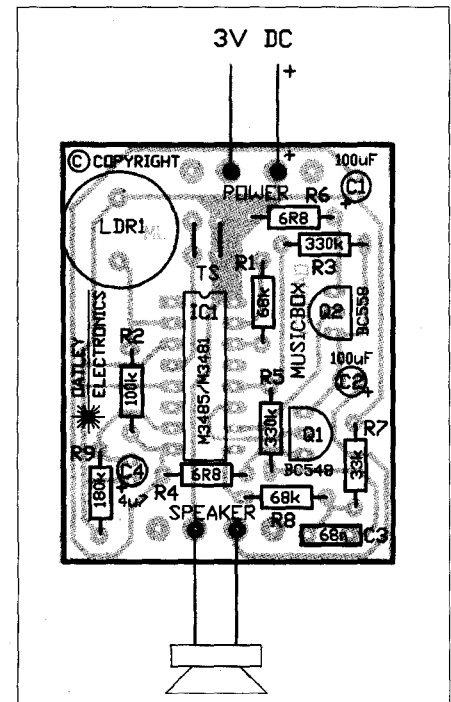 3V DC
+
© COPYRIGHT
100uF
+
POWER
C1
+
R6
6R8
LDR1
330k
R3
TS
R1
68k
IC1
MUSICBOX
Q2
BC558
R2
100k
DATLEY
ELECTRONICS
M3485/M3481
100uF
C2
+
R5
330k
Q1
BC548
R7
33k
R9
180k
C4
+
4u7
R4
6R8
68k
R8
SPEAKER
68n
C3